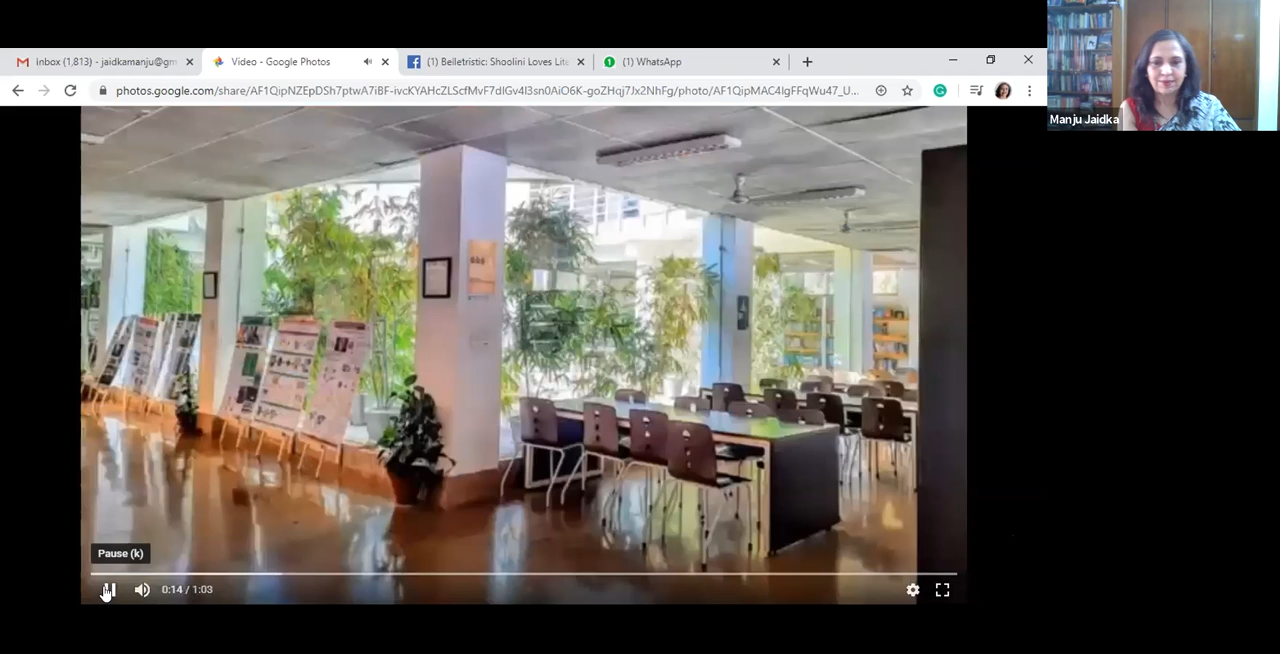 Inbox (1,813) - jaidkamanju@gm
Video - Google Photos
(1) Belletristic: Shoolini Loves Lite
(1) WhatsApp
photos.google.com/share/AF1QipNZEpDSh7ptwA7iBF-ivcKYAHcZLScfMvF7dIGv4l3sn0AiO6K-goZHqj7Jx2NhFg/photo/AF1QipMAC4IgFFqWu47_U...
Manju Jaidka
Pause (k)
0:14 / 1:03